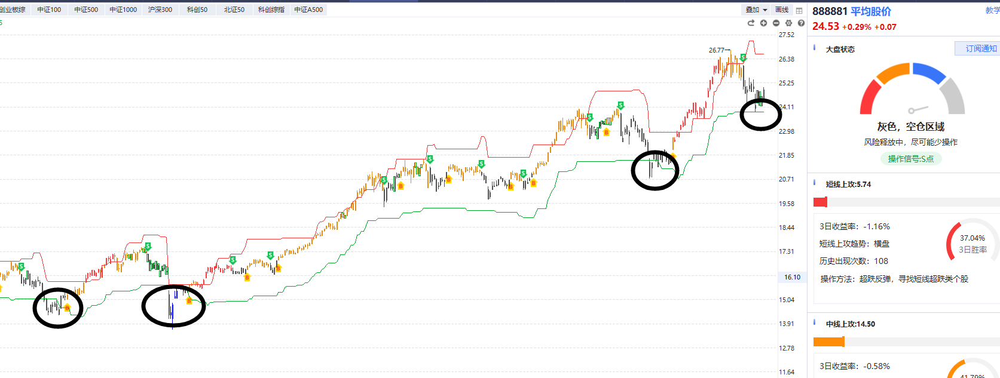 创业板综 中证100 中证500 中证1000 沪深300 科创50 北证50 科创综指 中证A500
叠加 画线
27.52
26.77→
26.38
25.25
24.11
22.98
21.85
20.71
19.58
18.44
17.31
16.10
15.04
13.91
12.78
11.64
S
S
S
S
S
S
S
S
S
S
S
B
B
B
B
B
B
B
B
B
888881 平均股价
教学
24.53 +0.29% +0.07
大盘状态
订阅通知
灰色，空仓区域
风险释放中，尽可能少操作
操作信号:S点
短线上攻:5.74
3日收益率：-1.16%
短线上攻趋势：横盘
历史出现次数：108
操作方法：超跌反弹，寻找短线超跌类个股
37.04%
3日胜率
中线上攻:14.50
3日收益率：-0.58%
41.79%